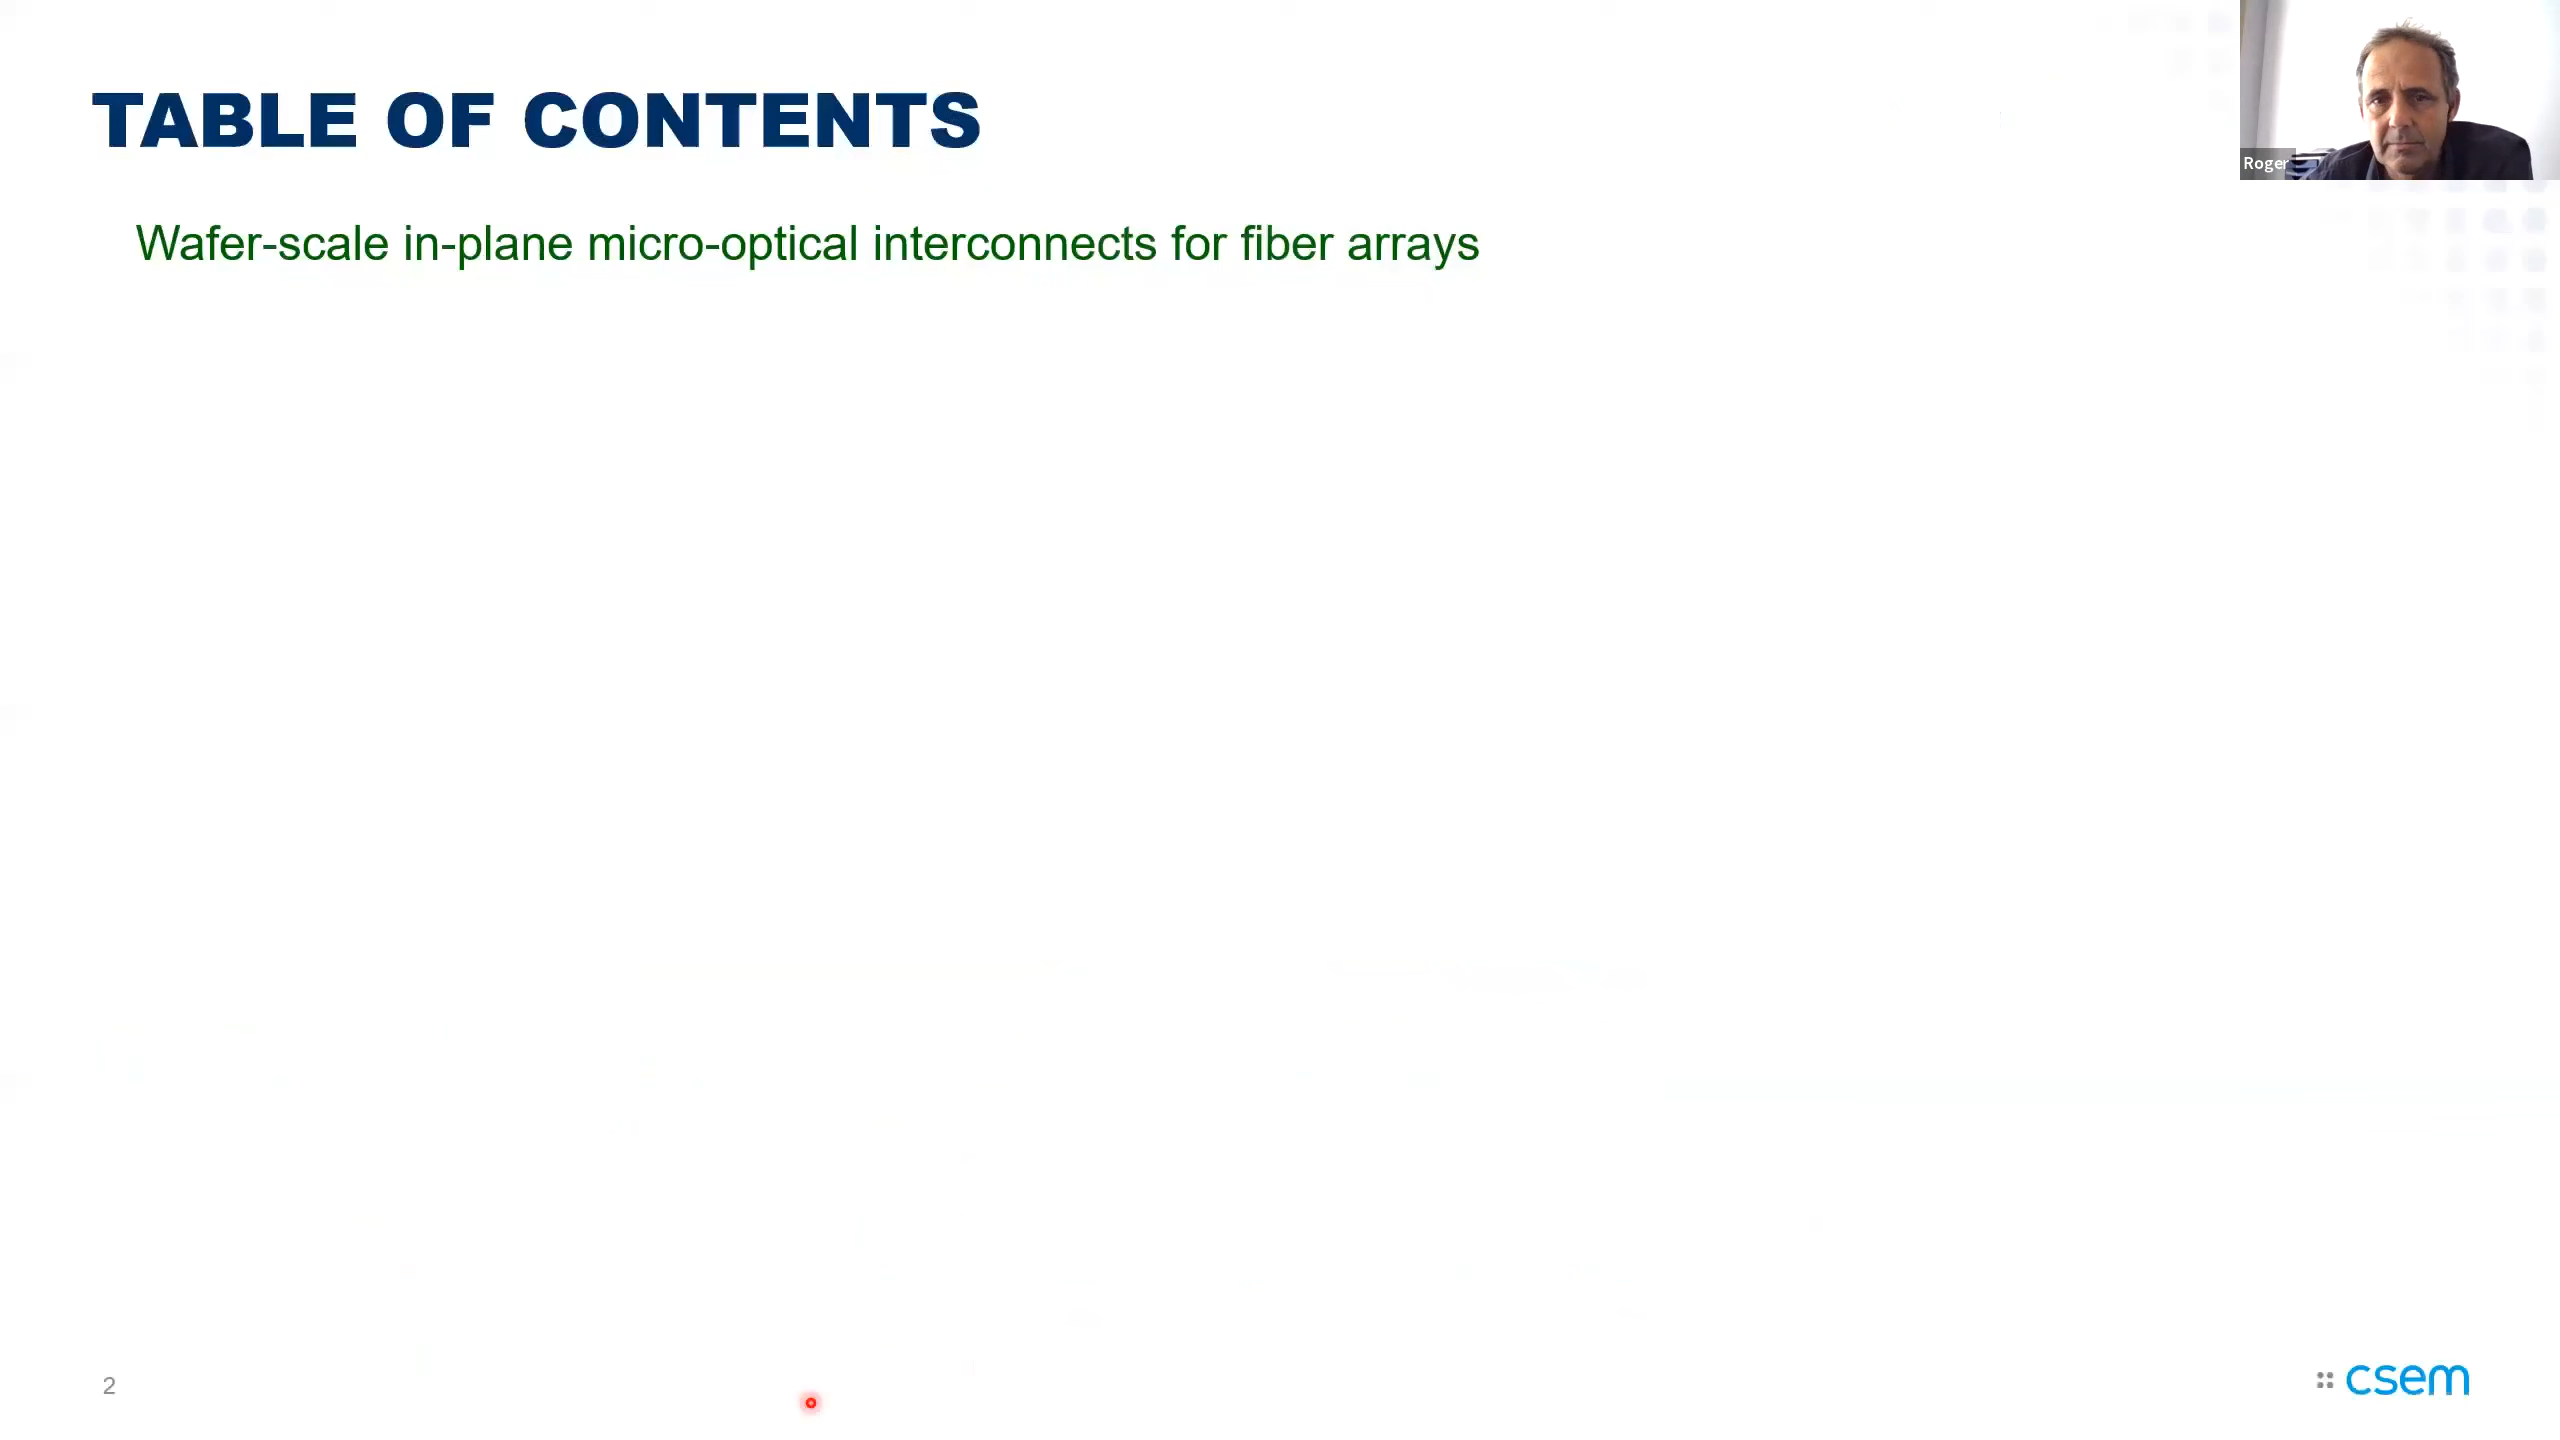 TABLE OF CONTENTS
Roger
Wafer-scale in-plane micro-optical interconnects for fiber arrays
2
csem